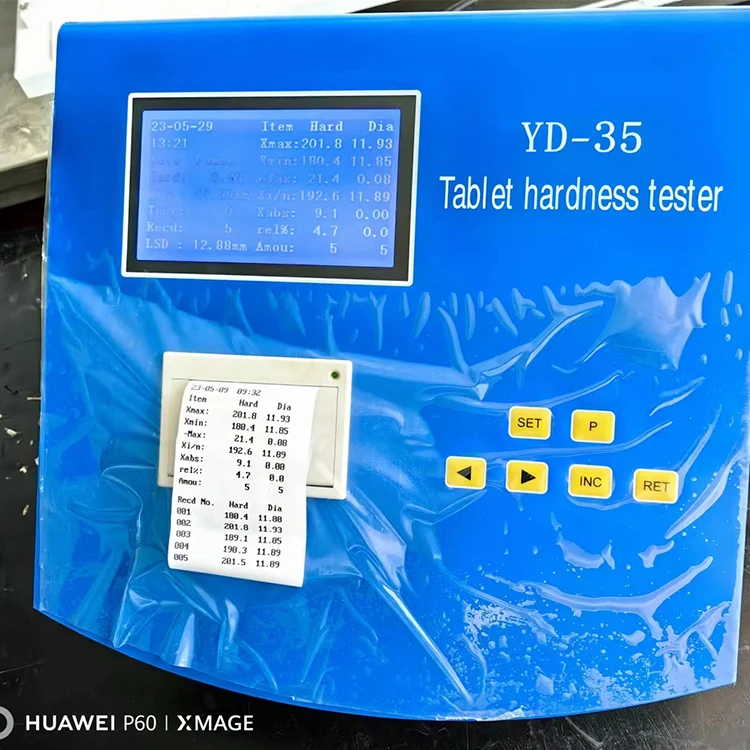 23-05-29 Item Hard Dia
13:21 Xmax:201.8 11.93
Xmin:180.4 11.85
-Max: 21.4 0.08
Xi/n:192.6 11.89
0 Xabs: 9.1 0.00
Recd: 5 rel%: 4.7 0.0
LSD : 12.88mm Amou: 5 5
YD-35
Tablet hardness tester
23-05-09 09:32
Item Hard Dia
Xmax: 201.8 11.93
Xmin: 180.4 11.85
-Max: 21.4 0.08
Xi/n: 192.6 11.89
Xabs: 9.1 0.00
rel%: 4.7 0.0
Amou: 5 5
Recd No. Hard Dia
001 180.4 11.88
002 201.8 11.93
003 189.1 11.85
004 190.3 11.89
005 201.5 11.89
SET P
INC RET
HUAWEI P60 | XMAGE